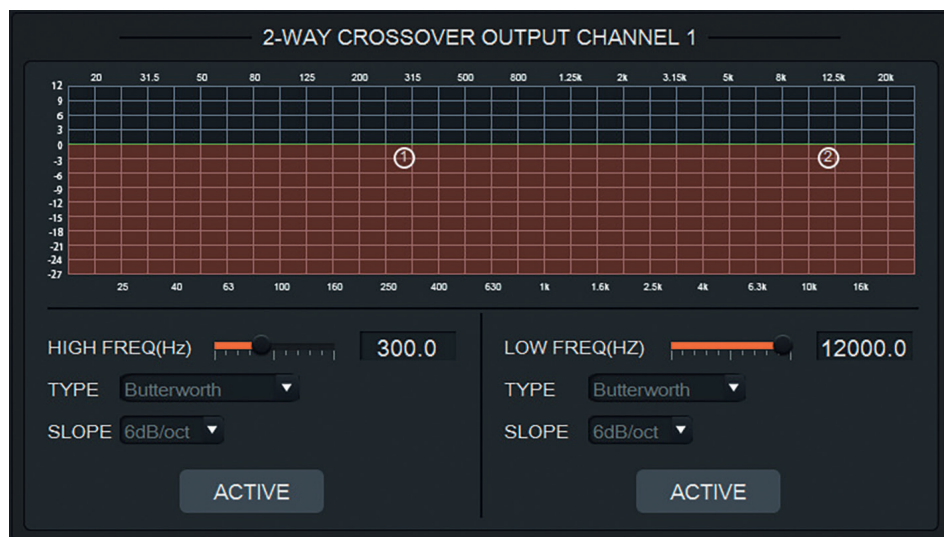 2-WAY CROSSOVER OUTPUT CHANNEL 1
20 31.5 50 80 125 200 315 500 800 1.25k 2k 3.15k 5k 8k 12.5k 20k
12
9
6
3
0
-3
-6
-9
-12
-15
-18
-21
-24
-27
1 2
25 40 63 100 160 250 400 630 1k 1.6k 2.5k 4k 6.3k 10k 16k
HIGH FREQ(Hz) 300.0
TYPE Butterworth
SLOPE 6dB/oct
ACTIVE
LOW FREQ(HZ) 12000.0
TYPE Butterworth
SLOPE 6dB/oct
ACTIVE